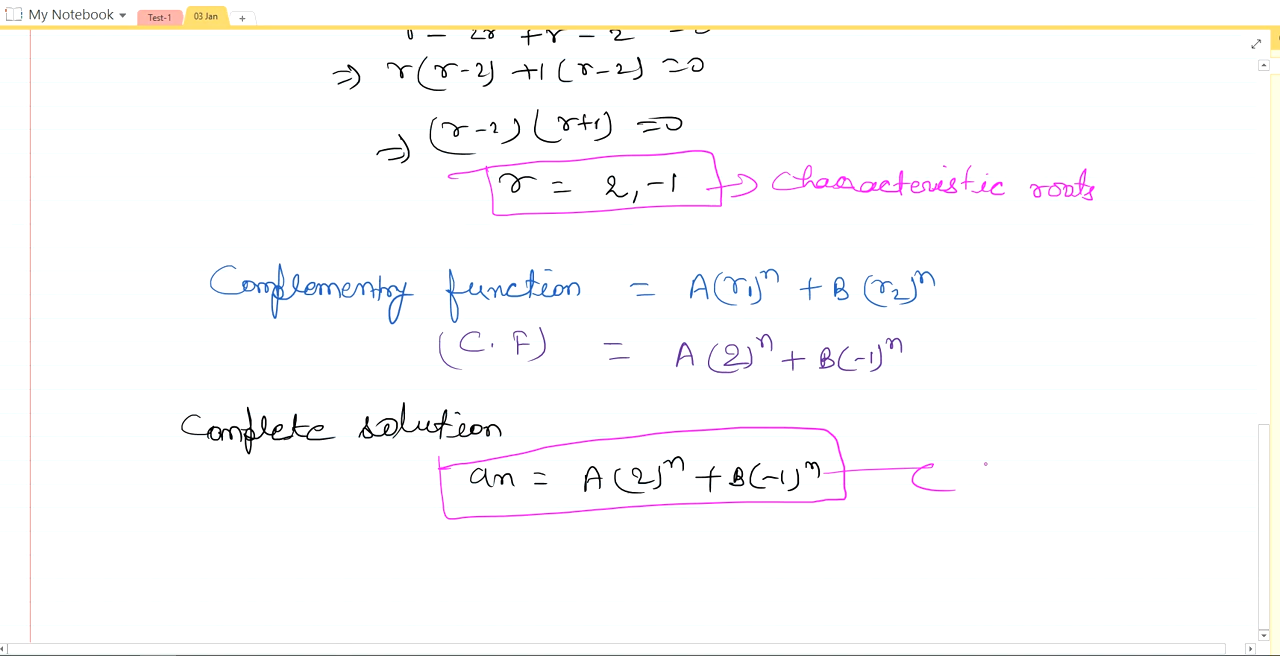 My Notebook
Test-1
03 Jan
+
⇒ r(r-2) +1(r-2) =0
⇒ (r-2)(r+1) =0
r = 2,-1 → characteristic roots
Complementry function = A(r₁)ⁿ + B(r₂)ⁿ
(C.F) = A(2)ⁿ + B(-1)ⁿ
Complete solution
an = A(2)ⁿ + B(-1)ⁿ